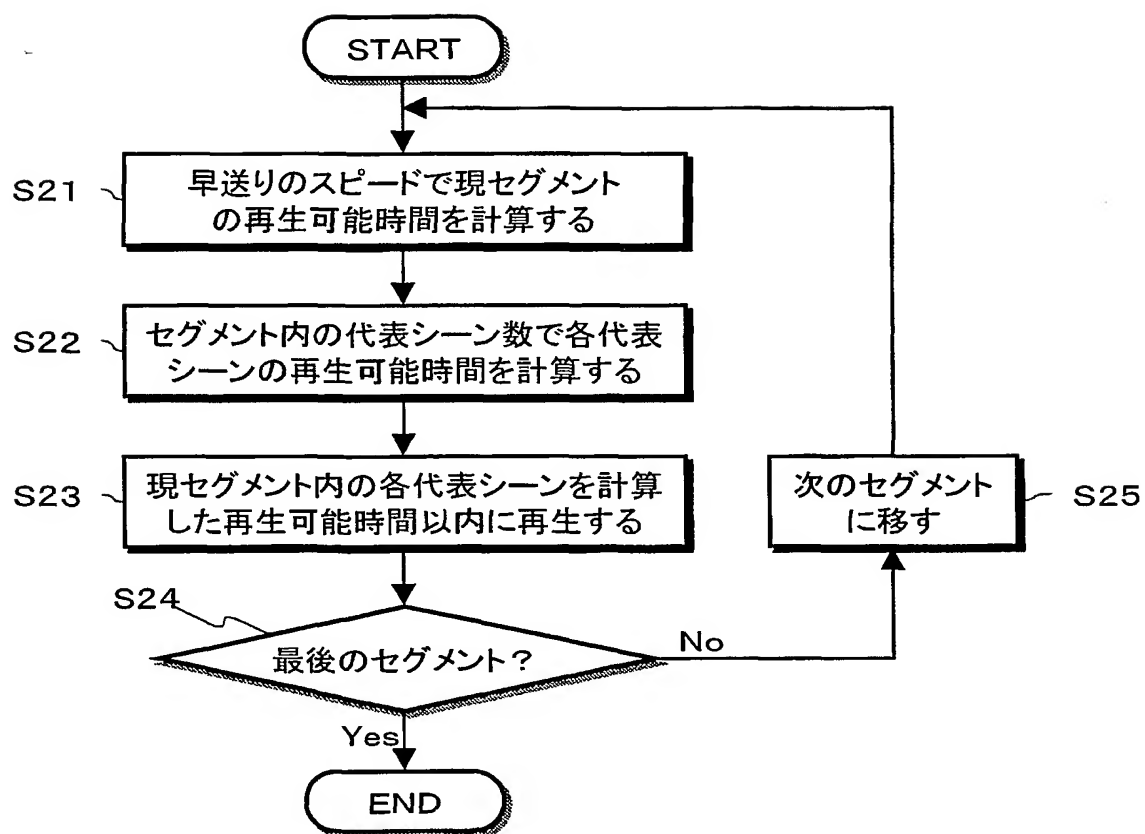 START
S21
早送りのスピードで現セグメント
の再生可能時間を計算する
S22
セグメント内の代表シーン数で各代表
シーンの再生可能時間を計算する
S23
現セグメント内の各代表シーンを計算
した再生可能時間以内に再生する
次のセグメント
に移す
S25
S24
最後のセグメント?
No
Yes
END